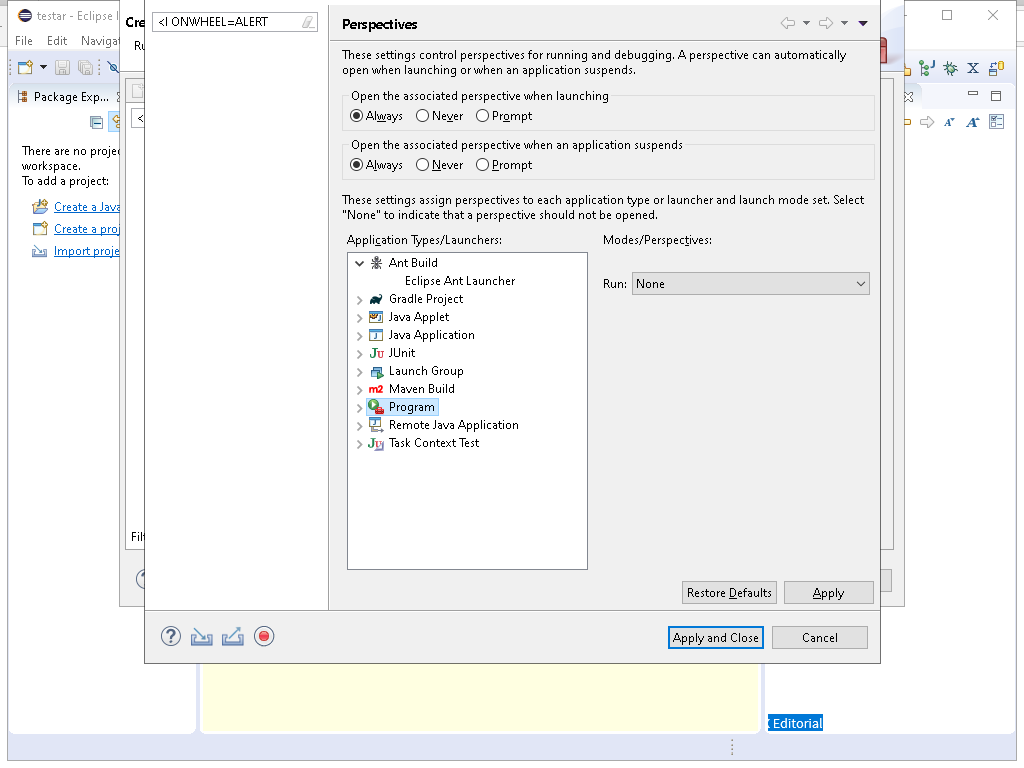 testar - Eclipse I
File Edit Navigat
Package Exp...
There are no projec
workspace.
To add a project:
Create a Java
Create a proj
Import proje
Cre
Ru
<
Filt
<I ONWHEEL=ALERT
Perspectives
These settings control perspectives for running and debugging. A perspective can automatically
open when launching or when an application suspends.
Open the associated perspective when launching
Always Never Prompt
Open the associated perspective when an application suspends
Always Never Prompt
These settings assign perspectives to each application type or launcher and launch mode set. Select
"None" to indicate that a perspective should not be opened.
Application Types/Launchers: Modes/Perspectives:
Ant Build
Eclipse Ant Launcher
Run: None
Gradle Project
Java Applet
Java Application
JUnit
Launch Group
Maven Build
Program
Remote Java Application
Task Context Test
Restore Defaults Apply
Apply and Close Cancel
Editorial